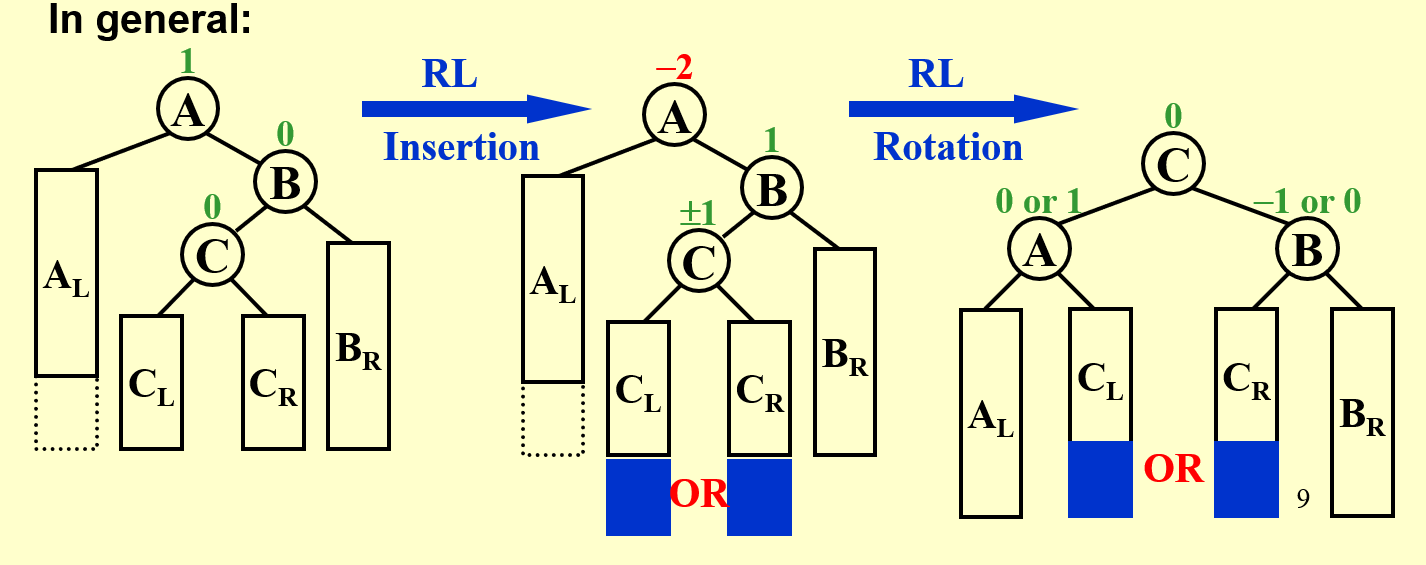 In general:
1
A
0
B
0
C
A_L
C_L
C_R
B_R
RL
Insertion
–2
A
1
B
±1
C
A_L
C_L
C_R
B_R
OR
RL
Rotation
0
C
0 or 1
A
–1 or 0
B
A_L
C_L
C_R
B_R
OR
9